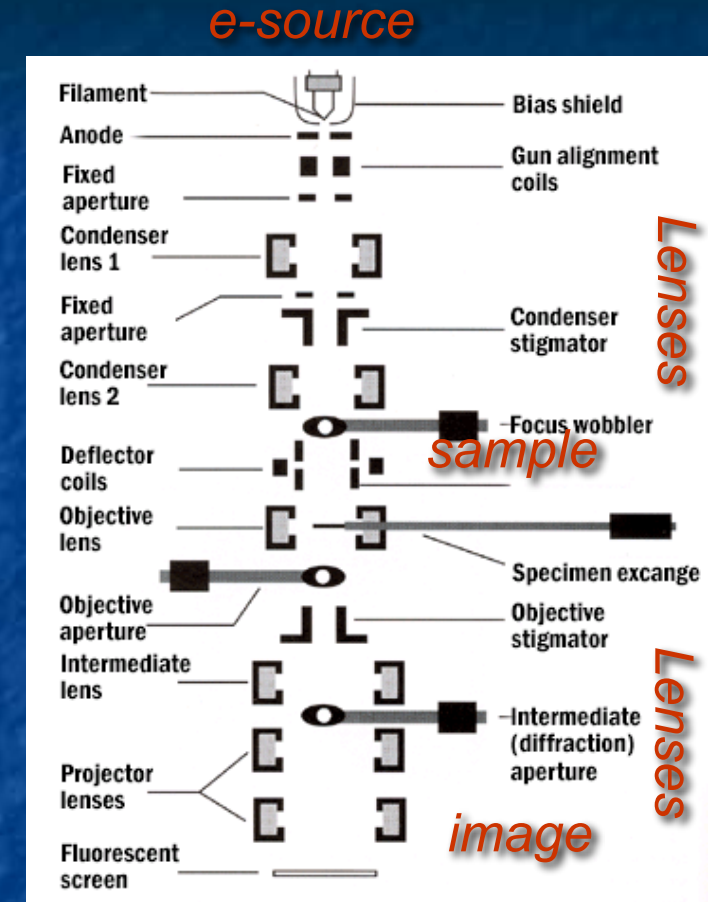 e-source
Filament
Bias shield
Anode
Gun alignment
coils
Fixed
aperture
Condenser
lens 1
Lenses
Fixed
aperture
Condenser
stigmator
Condenser
lens 2
Focus wobbler
sample
Deflector
coils
Objective
lens
Specimen excange
Objective
aperture
Objective
stigmator
Intermediate
lens
Lenses
Intermediate
(diffraction)
aperture
Projector
lenses
image
Fluorescent
screen